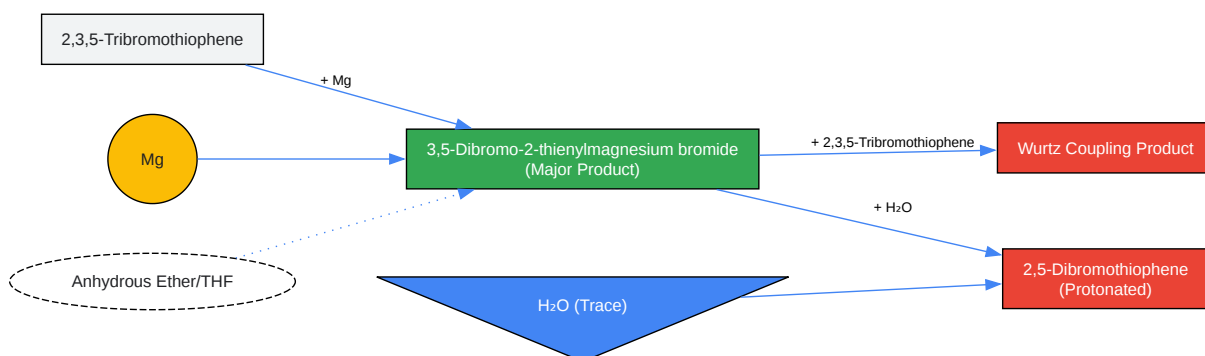 2,3,5-Tribromothiophene
+ Mg
Mg
3,5-Dibromo-2-thienylmagnesium bromide
(Major Product)
+ 2,3,5-Tribromothiophene
Wurtz Coupling Product
+ H₂O
Anhydrous Ether/THF
H₂O (Trace)
2,5-Dibromothiophene
(Protonated)